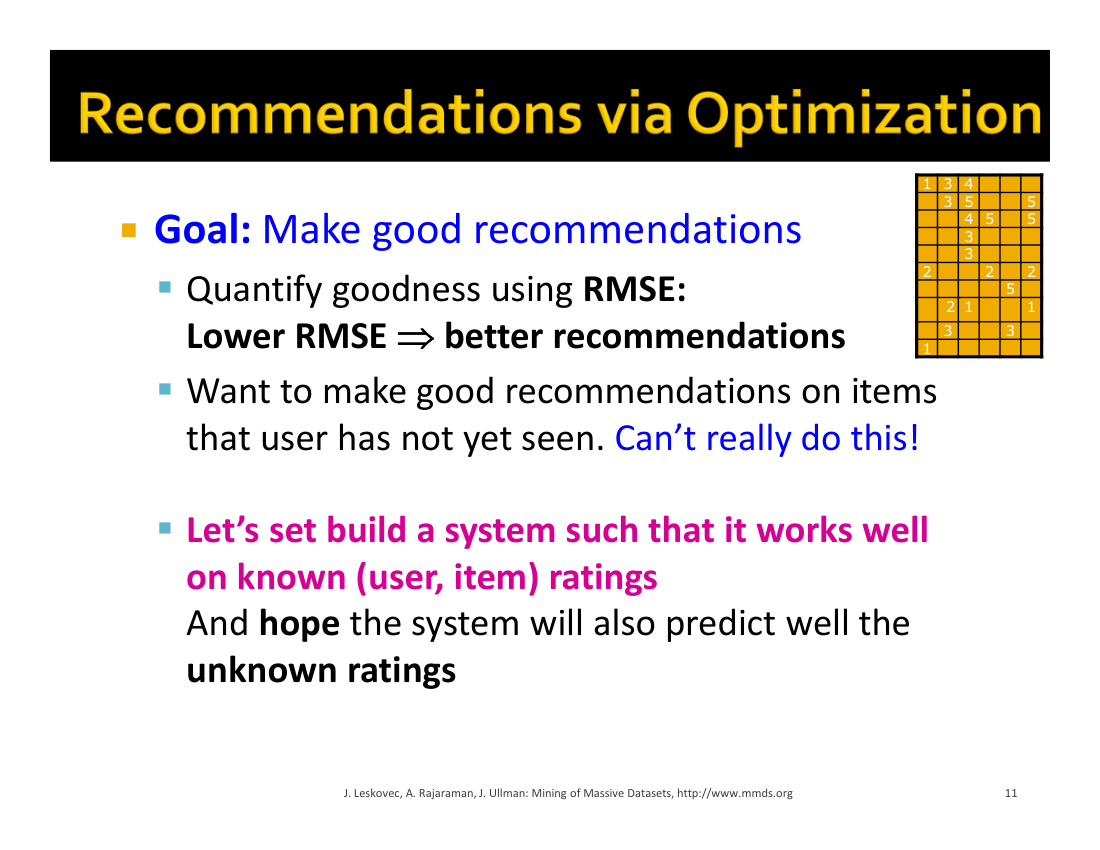 Recommendations via Optimization
1 3 4
3 5 5
4 5 5
3
3
2 2 2
5
2 1 1
3 3
1
Goal: Make good recommendations
Quantify goodness using RMSE:
Lower RMSE ⇒ better recommendations
Want to make good recommendations on items
that user has not yet seen. Can’t really do this!
Let’s set build a system such that it works well
on known (user, item) ratings
And hope the system will also predict well the
unknown ratings
J. Leskovec, A. Rajaraman, J. Ullman: Mining of Massive Datasets, http://www.mmds.org
11